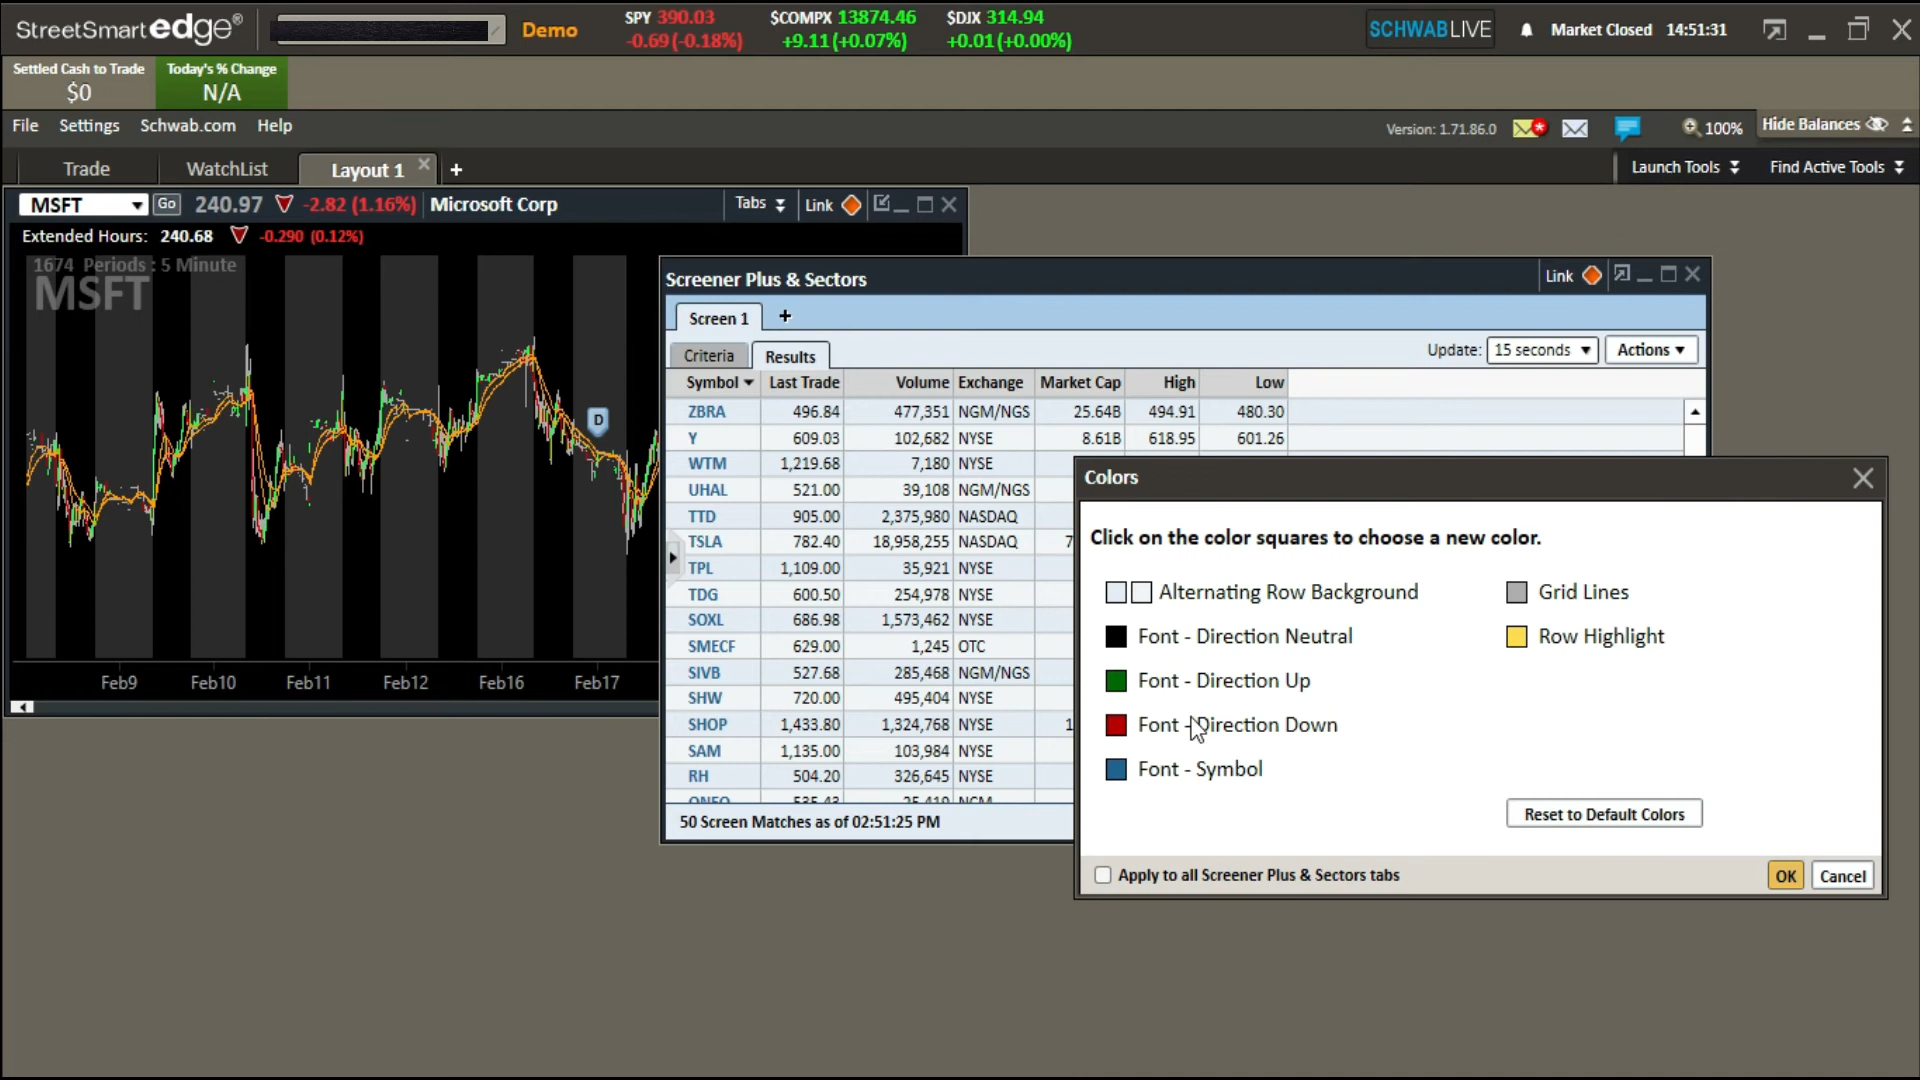 StreetSmart edge®
Demo
SPY 390.03
-0.69 (-0.18%)
$COMPX 13874.46
+9.11 (+0.07%)
$DJX 314.94
+0.01 (+0.00%)
SCHWABLIVE
Market Closed 14:51:31
Settled Cash to Trade
$0
Today's % Change
N/A
File Settings Schwab.com Help
Version: 1.71.86.0
100%
Hide Balances
Trade WatchList Layout 1 +
Launch Tools Find Active Tools
MSFT Go 240.97 -2.82 (1.16%) Microsoft Corp
Tabs Link
Extended Hours: 240.68 -0.290 (0.12%)
1674 Periods : 5 Minute
MSFT
D
Feb9 Feb10 Feb11 Feb12 Feb16 Feb17
Screener Plus & Sectors Link
Screen 1 +
Criteria Results
Update: 15 seconds Actions
Symbol Last Trade Volume Exchange Market Cap High Low
ZBRA 496.84 477,351 NGM/NGS 25.64B 494.91 480.30
Y 609.03 102,682 NYSE 8.61B 618.95 601.26
WTM 1,219.68 7,180 NYSE
UHAL 521.00 39,108 NGM/NGS
TTD 905.00 2,375,980 NASDAQ
TSLA 782.40 18,958,255 NASDAQ 7
TPL 1,109.00 35,921 NYSE
TDG 600.50 254,978 NYSE
SOXL 686.98 1,573,462 NYSE
SMECF 629.00 1,245 OTC
SIVB 527.68 285,468 NGM/NGS
SHW 720.00 495,404 NYSE
SHOP 1,433.80 1,324,768 NYSE 1
SAM 1,135.00 103,984 NYSE
RH 504.20 326,645 NYSE
50 Screen Matches as of 02:51:25 PM
Colors
Click on the color squares to choose a new color.
Alternating Row Background
Grid Lines
Font - Direction Neutral
Row Highlight
Font - Direction Up
Font - Direction Down
Font - Symbol
Reset to Default Colors
Apply to all Screener Plus & Sectors tabs
OK Cancel